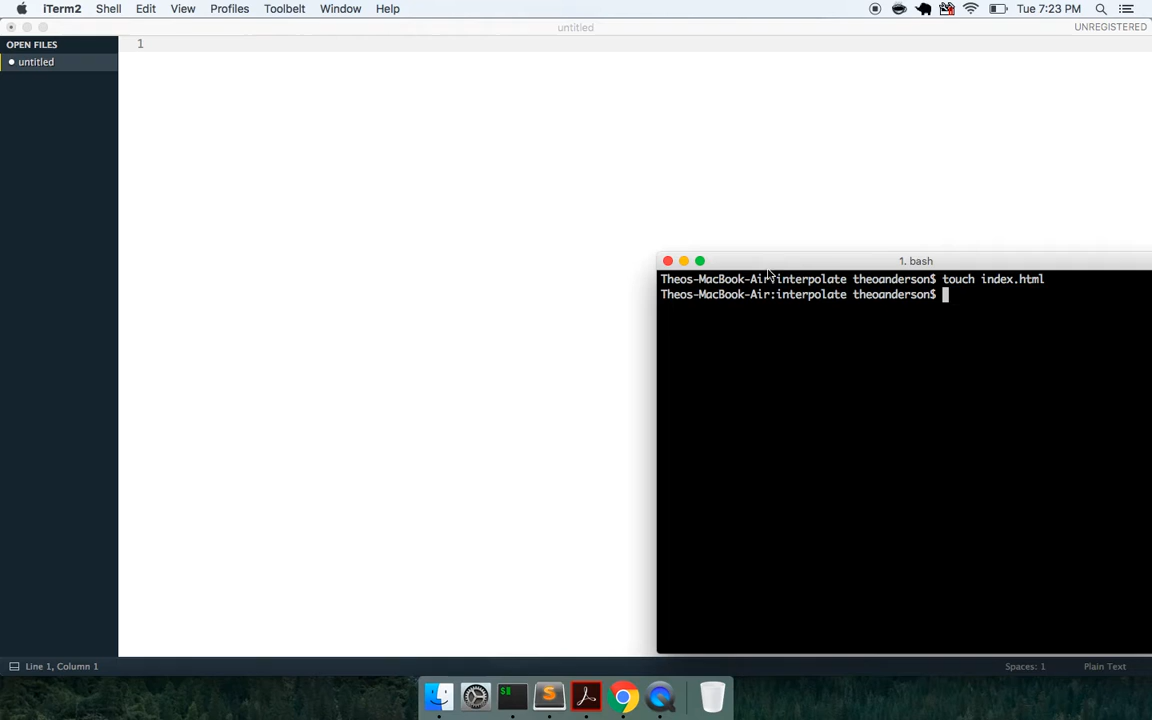 iTerm2 Shell Edit View Profiles Toolbelt Window Help Tue 7:23 PM
untitled UNREGISTERED
OPEN FILES
untitled
1
1. bash
Theos-MacBook-Air:interpolate theoanderson$ touch index.html
Theos-MacBook-Air:interpolate theoanderson$
Line 1, Column 1 Spaces: 1 Plain Text